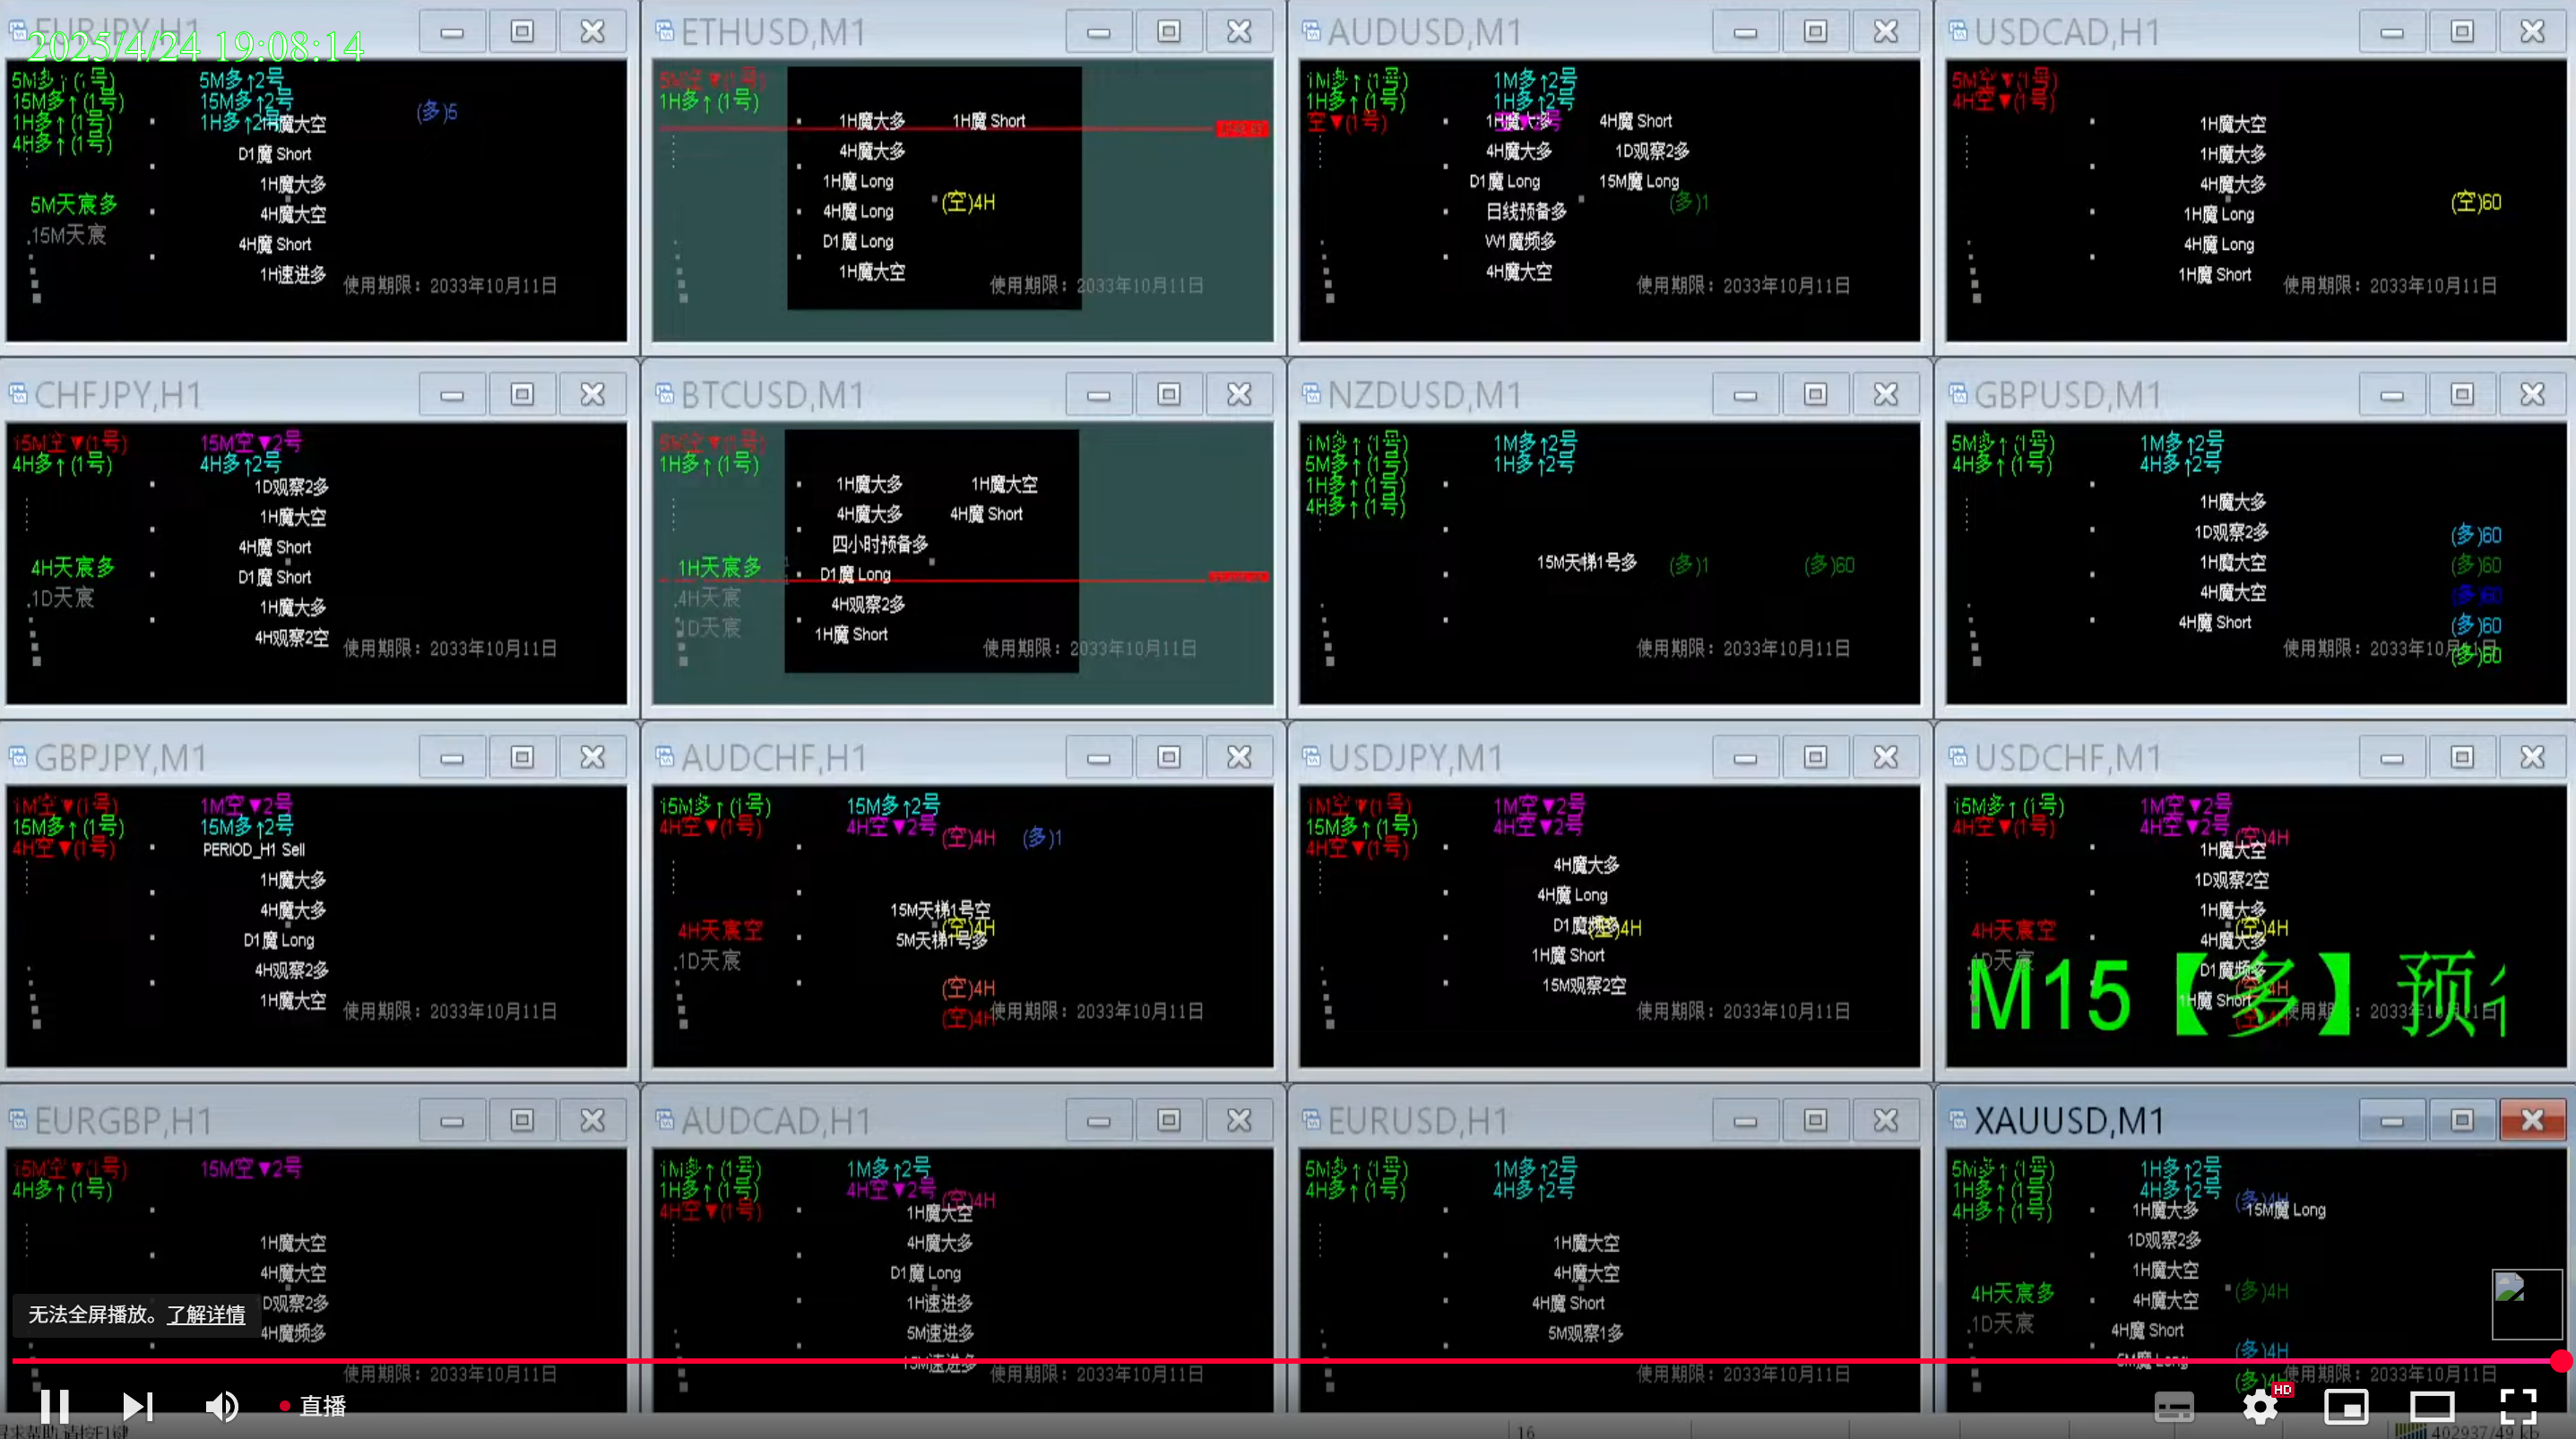 EURJPY,H1
2025/4/24 19:08:14
5M多↑(1号) 5M多↑2号
15M多↑(1号) 15M多↑2号
1H多↑(1号) 1H多↑2号
4H多↑(1号)
(多)5
1H魔大空
D1魔 Short
1H魔大多
4H魔大空
4H魔 Short
1H速进多
5M天宸多
15M天宸
使用期限：2033年10月11日
ETHUSD,M1
5M空▼(1号)
1H多↑(1号)
1H魔大多 1H魔 Short
4H魔大多
1H魔 Long
4H魔 Long
D1魔 Long
1H魔大空
(空)4H
使用期限：2033年10月11日
AUDUSD,M1
1M多↑(1号) 1M多↑2号
1H多↑(1号) 1H多↑2号
空▼(1号)
1H魔大多 4H魔 Short
4H魔大多 1D观察2多
D1魔 Long 15M魔 Long
日线预备多 (多)1
W1魔频多
4H魔大空
使用期限：2033年10月11日
USDCAD,H1
5M空▼(1号)
4H空▼(1号)
1H魔大空
1H魔大多
4H魔大多
1H魔 Long
4H魔 Long
1H魔 Short
(空)60
使用期限：2033年10月11日
CHFJPY,H1
15M空▼(1号) 15M空▼2号
4H多↑(1号) 4H多↑2号
1D观察2多
1H魔大空
4H魔 Short
D1魔 Short
1H魔大多
4H观察2空
4H天宸多
1D天宸
使用期限：2033年10月11日
BTCUSD,M1
5M空▼(1号)
1H多↑(1号)
1H魔大多 1H魔大空
4H魔大多 4H魔 Short
四小时预备多
D1魔 Long
4H观察2多
1H魔 Short
1H天宸多
4H天宸
1D天宸
使用期限：2033年10月11日
NZDUSD,M1
1M多↑(1号) 1M多↑2号
5M多↑(1号) 1H多↑2号
1H多↑(1号)
4H多↑(1号)
15M天梯1号多 (多)1 (多)60
使用期限：2033年10月11日
GBPUSD,M1
5M多↑(1号) 1M多↑2号
4H多↑(1号) 4H多↑2号
1H魔大多
1D观察2多
1H魔大空
4H魔大空
4H魔 Short
(多)60
(多)60
(多)60
(多)60
(多)60
使用期限：2033年10月11日
GBPJPY,M1
1M空▼(1号) 1M空▼2号
15M多↑(1号) 15M多↑2号
4H空▼(1号)
PERIOD_H1 Sell
1H魔大多
4H魔大多
D1魔 Long
4H观察2多
1H魔大空
使用期限：2033年10月11日
AUDCHF,H1
15M多↑(1号) 15M多↑2号
4H空▼(1号) 4H空▼2号
(空)4H (多)1
15M天梯1号空
(空)4H
5M天梯1号多
4H天宸空
1D天宸
(空)4H
(空)4H
使用期限：2033年10月11日
USDJPY,M1
1M空▼(1号) 1M空▼2号
15M多↑(1号) 4H空▼2号
4H空▼(1号)
4H魔大多
4H魔 Long
D1魔频多
(空)4H
1H魔 Short
15M观察2空
使用期限：2033年10月11日
USDCHF,M1
15M多↑(1号) 1M空▼2号
4H空▼(1号) 4H空▼2号
(空)4H
1H魔大空
1D观察2空
1H魔大多
(空)4H
4H魔大多
D1魔频多
1H魔 Short
4H天宸空
1D天宸
(空)4H
(空)4H
M15【多】预
使用期限：2033年10月11日
EURGBP,H1
15M空▼(1号) 15M空▼2号
4H多↑(1号)
1H魔大空
4H魔大空
1D观察2多
4H魔频多
使用期限：2033年10月11日
AUDCAD,H1
1M多↑(1号) 1M多↑2号
1H多↑(1号) 4H空▼2号
4H空▼(1号)
(空)4H
1H魔大空
4H魔大多
D1魔 Long
1H速进多
5M速进多
15M速进多
使用期限：2033年10月11日
EURUSD,H1
5M多↑(1号) 1M多↑2号
4H多↑(1号) 4H多↑2号
1H魔大空
4H魔大空
4H魔 Short
5M观察1多
使用期限：2033年10月11日
XAUUSD,M1
5M多↑(1号) 1H多↑2号
1H多↑(1号) 4H多↑2号
4H多↑(1号)
(多)4H
1H魔大多 15M魔 Long
1D观察2多
1H魔大空
4H魔大空
4H魔 Short
5M魔 Long
4H天宸多
1D天宸
(多)4H
(多)4H
(多)4H
使用期限：2033年10月11日
无法全屏播放。了解详情
直播
HD
寻求帮助,请按F1键
16
402937/49 kb